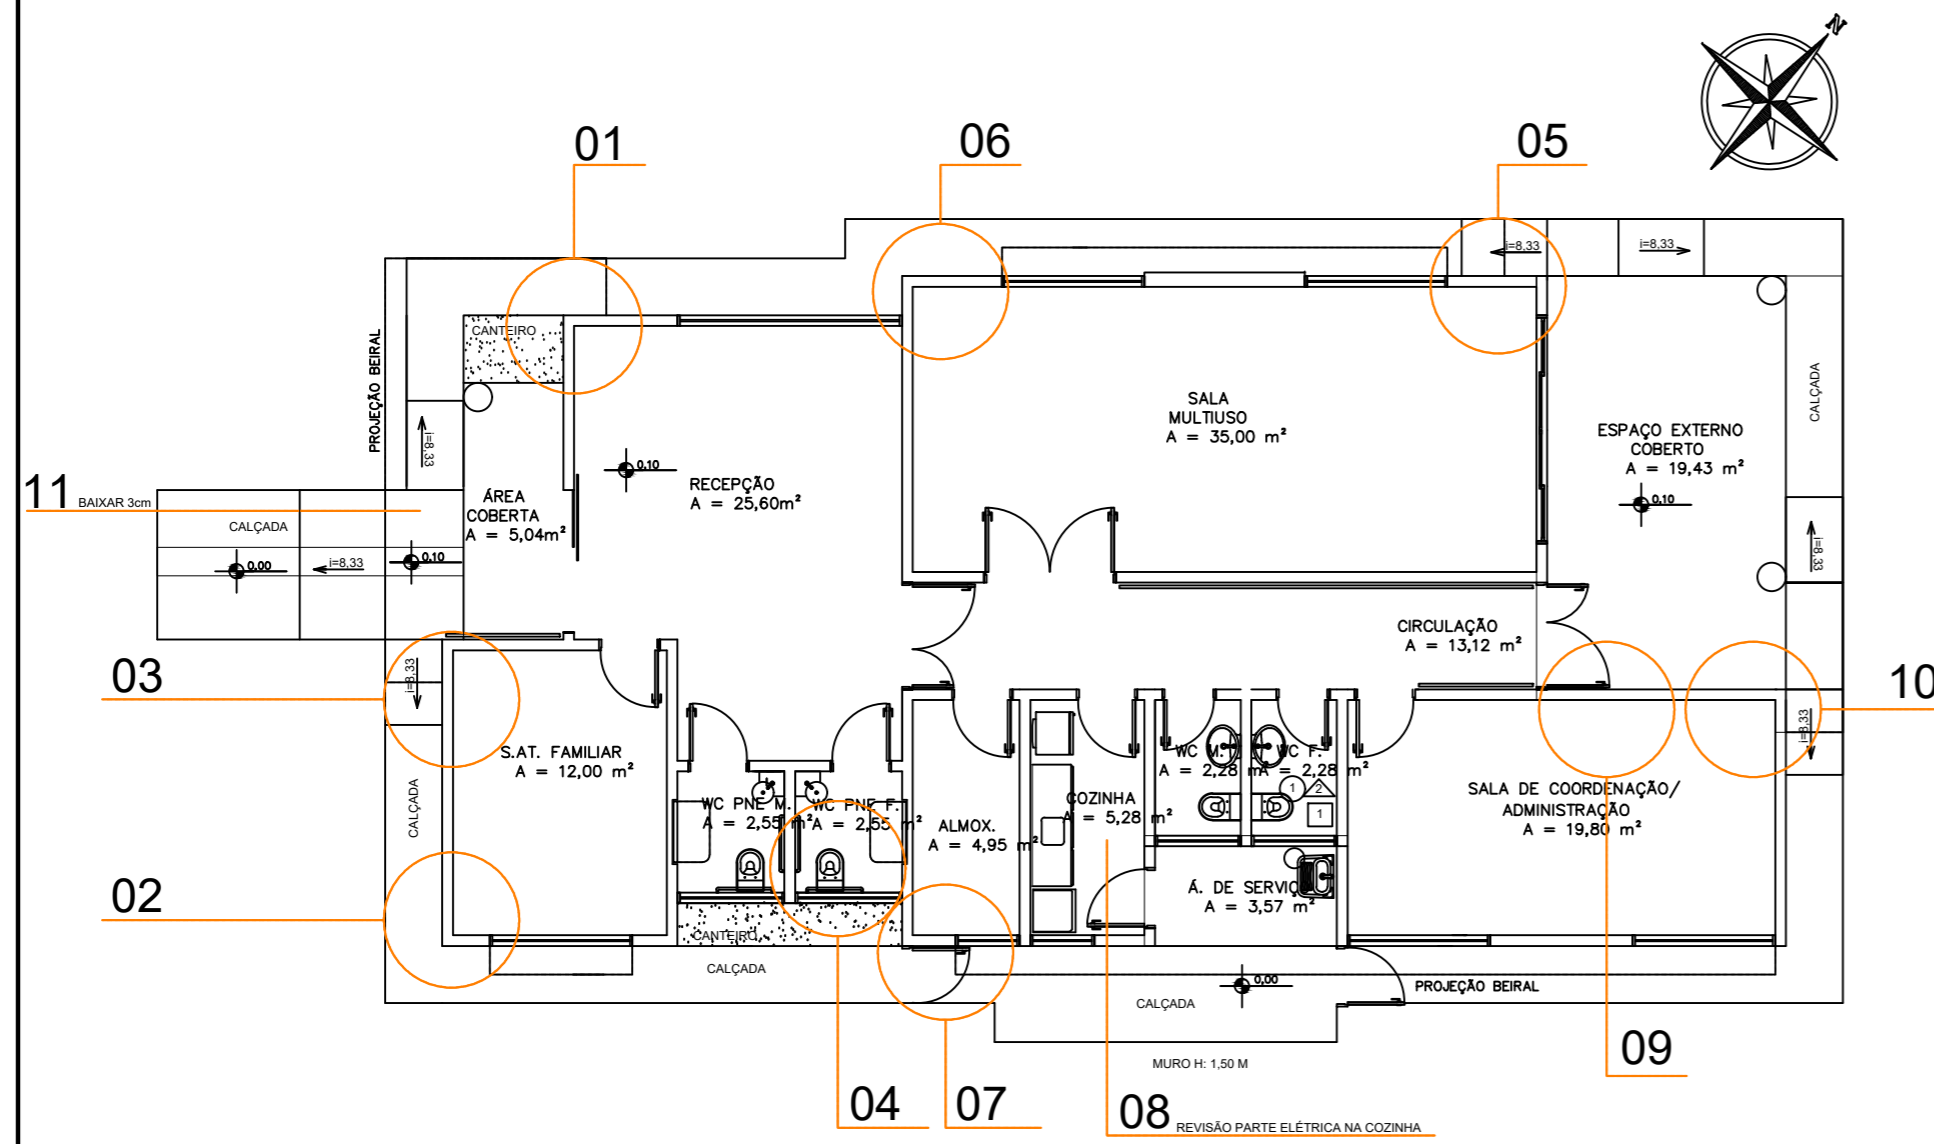 N
01
06
05
i=8,33
i=8,33
CANTEIRO
PROJEÇÃO BEIRAL
i=8,33
CALÇADA
SALA
MULTIUSO
A = 35,00 m²
ESPAÇO EXTERNO
COBERTO
A = 19,43 m²
0.10
RECEPÇÃO
A = 25,60m²
0.10
11 BAIXAR 3cm
ÁREA
COBERTA
A = 5,04m²
CALÇADA
0.00
i=8,33
0.10
i=8,33
CIRCULAÇÃO
A = 13,12 m²
03
i=8,33
10
i=8,33
S.AT. FAMILIAR
A = 12,00 m²
WC M.
A = 2,28 m²
WC F.
A = 2,28 m²
1
2
1
SALA DE COORDENAÇÃO/
ADMINISTRAÇÃO
A = 19,80 m²
CALÇADA
WC PNE M.
A = 2,55 m²
WC PNE F.
A = 2,55 m²
ALMOX.
A = 4,95 m²
COZINHA
A = 5,28 m²
02
Á. DE SERVIÇO
A = 3,57 m²
CANTEIRO
CALÇADA
0,00
PROJEÇÃO BEIRAL
CALÇADA
MURO H: 1,50 M
09
04
07
08 REVISÃO PARTE ELÉTRICA NA COZINHA